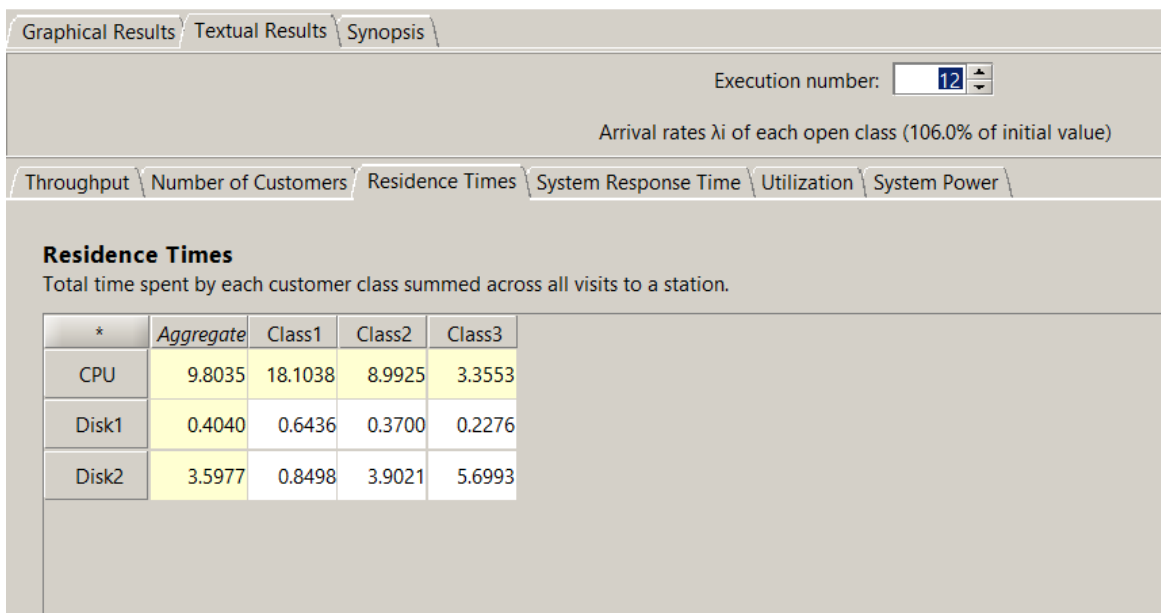 Graphical Results Textual Results Synopsis
Execution number: 12
Arrival rates λi of each open class (106.0% of initial value)
Throughput Number of Customers Residence Times System Response Time Utilization System Power
Residence Times
Total time spent by each customer class summed across all visits to a station.
* Aggregate Class1 Class2 Class3
CPU 9.8035 18.1038 8.9925 3.3553
Disk1 0.4040 0.6436 0.3700 0.2276
Disk2 3.5977 0.8498 3.9021 5.6993